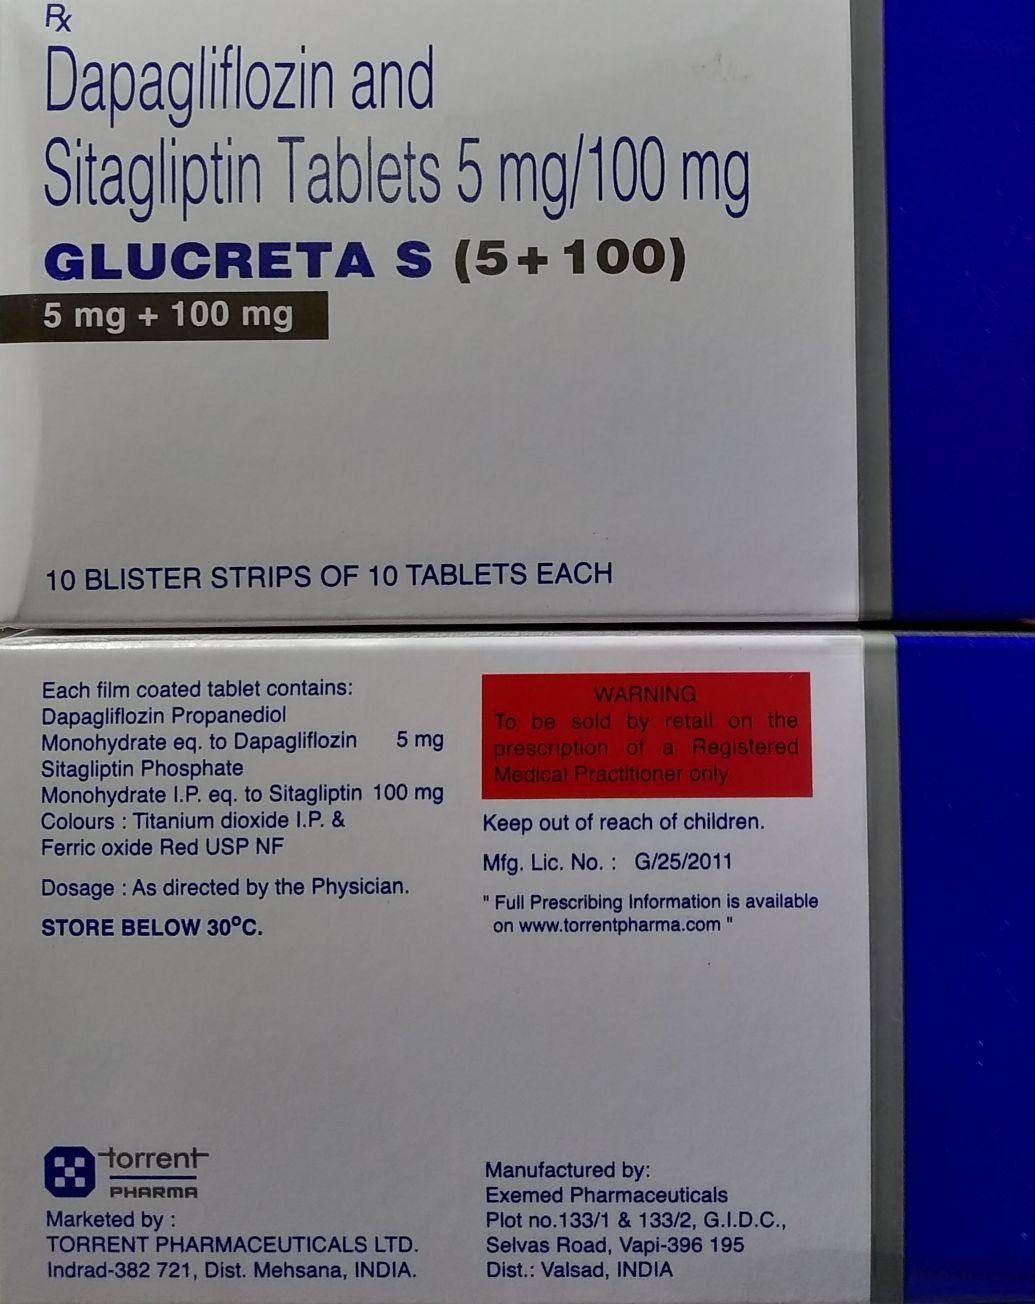 Rx
Dapagliflozin and
Sitagliptin Tablets 5 mg/100 mg
GLUCRETA S (5+100)
5 mg + 100 mg
10 BLISTER STRIPS OF 10 TABLETS EACH
Each film coated tablet contains:
Dapagliflozin Propanediol
Monohydrate eq. to Dapagliflozin 5 mg
Sitagliptin Phosphate
Monohydrate I.P. eq. to Sitagliptin 100 mg
Colours : Titanium dioxide I.P. &
Ferric oxide Red USP NF
Dosage : As directed by the Physician.
STORE BELOW 30°C.
WARNING
To be sold by retail on the
prescription of a Registered
Medical Practitioner only.
Keep out of reach of children.
Mfg. Lic. No. : G/25/2011
" Full Prescribing Information is available
on www.torrentpharma.com "
torrent
PHARMA
Marketed by :
TORRENT PHARMACEUTICALS LTD.
Indrad-382 721, Dist. Mehsana, INDIA.
Manufactured by:
Exemed Pharmaceuticals
Plot no.133/1 & 133/2, G.I.D.C.,
Selvas Road, Vapi-396 195
Dist.: Valsad, INDIA